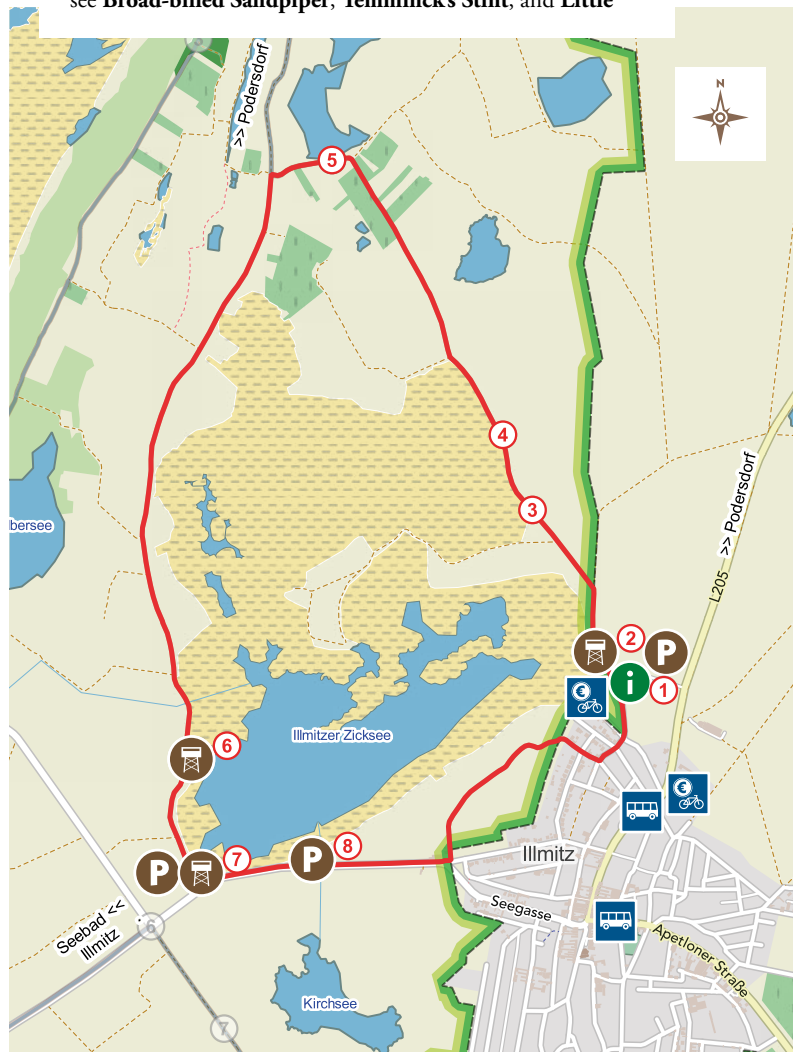 see Broad-billed Sandpiper, Temminck's Stint, and Little
>> Podersdorf
N
5
4
3
lbersee
>> Podersdorf
L205
2
P
i
1
€
Illmitzer Zicksee
6
€
Illmitz
8
P
7
P
Seegasse
Apetloner Straße
Seebad <<
Illmitz
6
Kirchsee
7